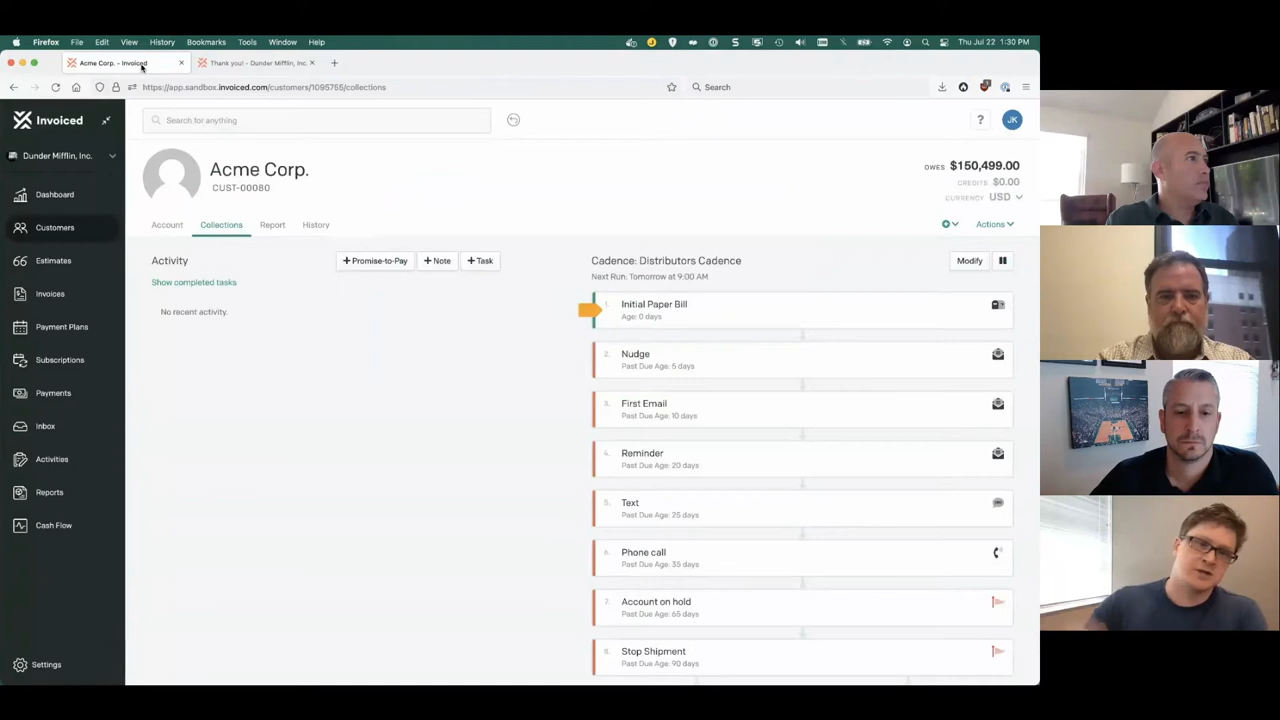 Firefox File Edit View History Bookmarks Tools Window Help Thu Jul 22 1:30 PM
Acme Corp. – Invoiced
Thank you! – Dunder Mifflin, Inc.
https://app.sandbox.invoiced.com/customers/1095765/collections
Search
Invoiced
Search for anything
?
JK
Dunder Mifflin, Inc.
Acme Corp.
CUST-00080
OWES $150,499.00
CREDITS $0.00
CURRENCY USD
Dashboard
Customers
Estimates
Invoices
Payment Plans
Subscriptions
Payments
Inbox
Activities
Reports
Cash Flow
Settings
Account Collections Report History
Actions
Activity
+ Promise-to-Pay + Note + Task
Show completed tasks
No recent activity.
Cadence: Distributors Cadence
Next Run: Tomorrow at 9:00 AM
Modify
1. Initial Paper Bill
Age: 0 days
2. Nudge
Past Due Age: 5 days
3. First Email
Past Due Age: 10 days
4. Reminder
Past Due Age: 20 days
5. Text
Past Due Age: 25 days
6. Phone call
Past Due Age: 35 days
7. Account on hold
Past Due Age: 65 days
8. Stop Shipment
Past Due Age: 90 days